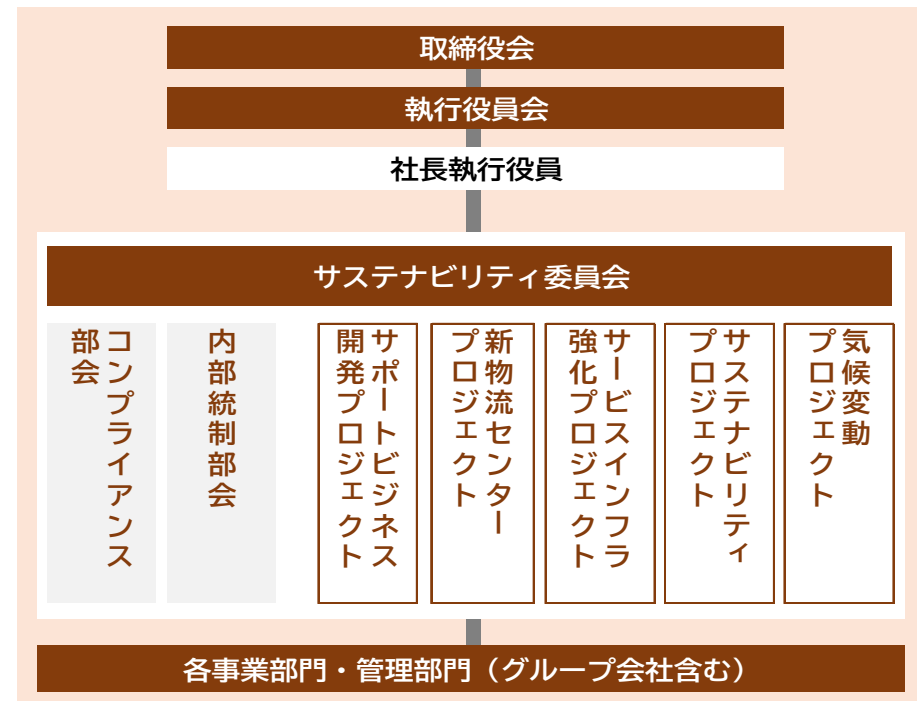 取締役会
執行役員会
社長執行役員
サステナビリティ委員会
コンプライアンス
部会
内部統制部会
サポートビジネス
開発プロジェクト
新物流センター
プロジェクト
サービスインフラ
強化プロジェクト
サステナビリティ
プロジェクト
気候変動
プロジェクト
各事業部門・管理部門（グループ会社含む）